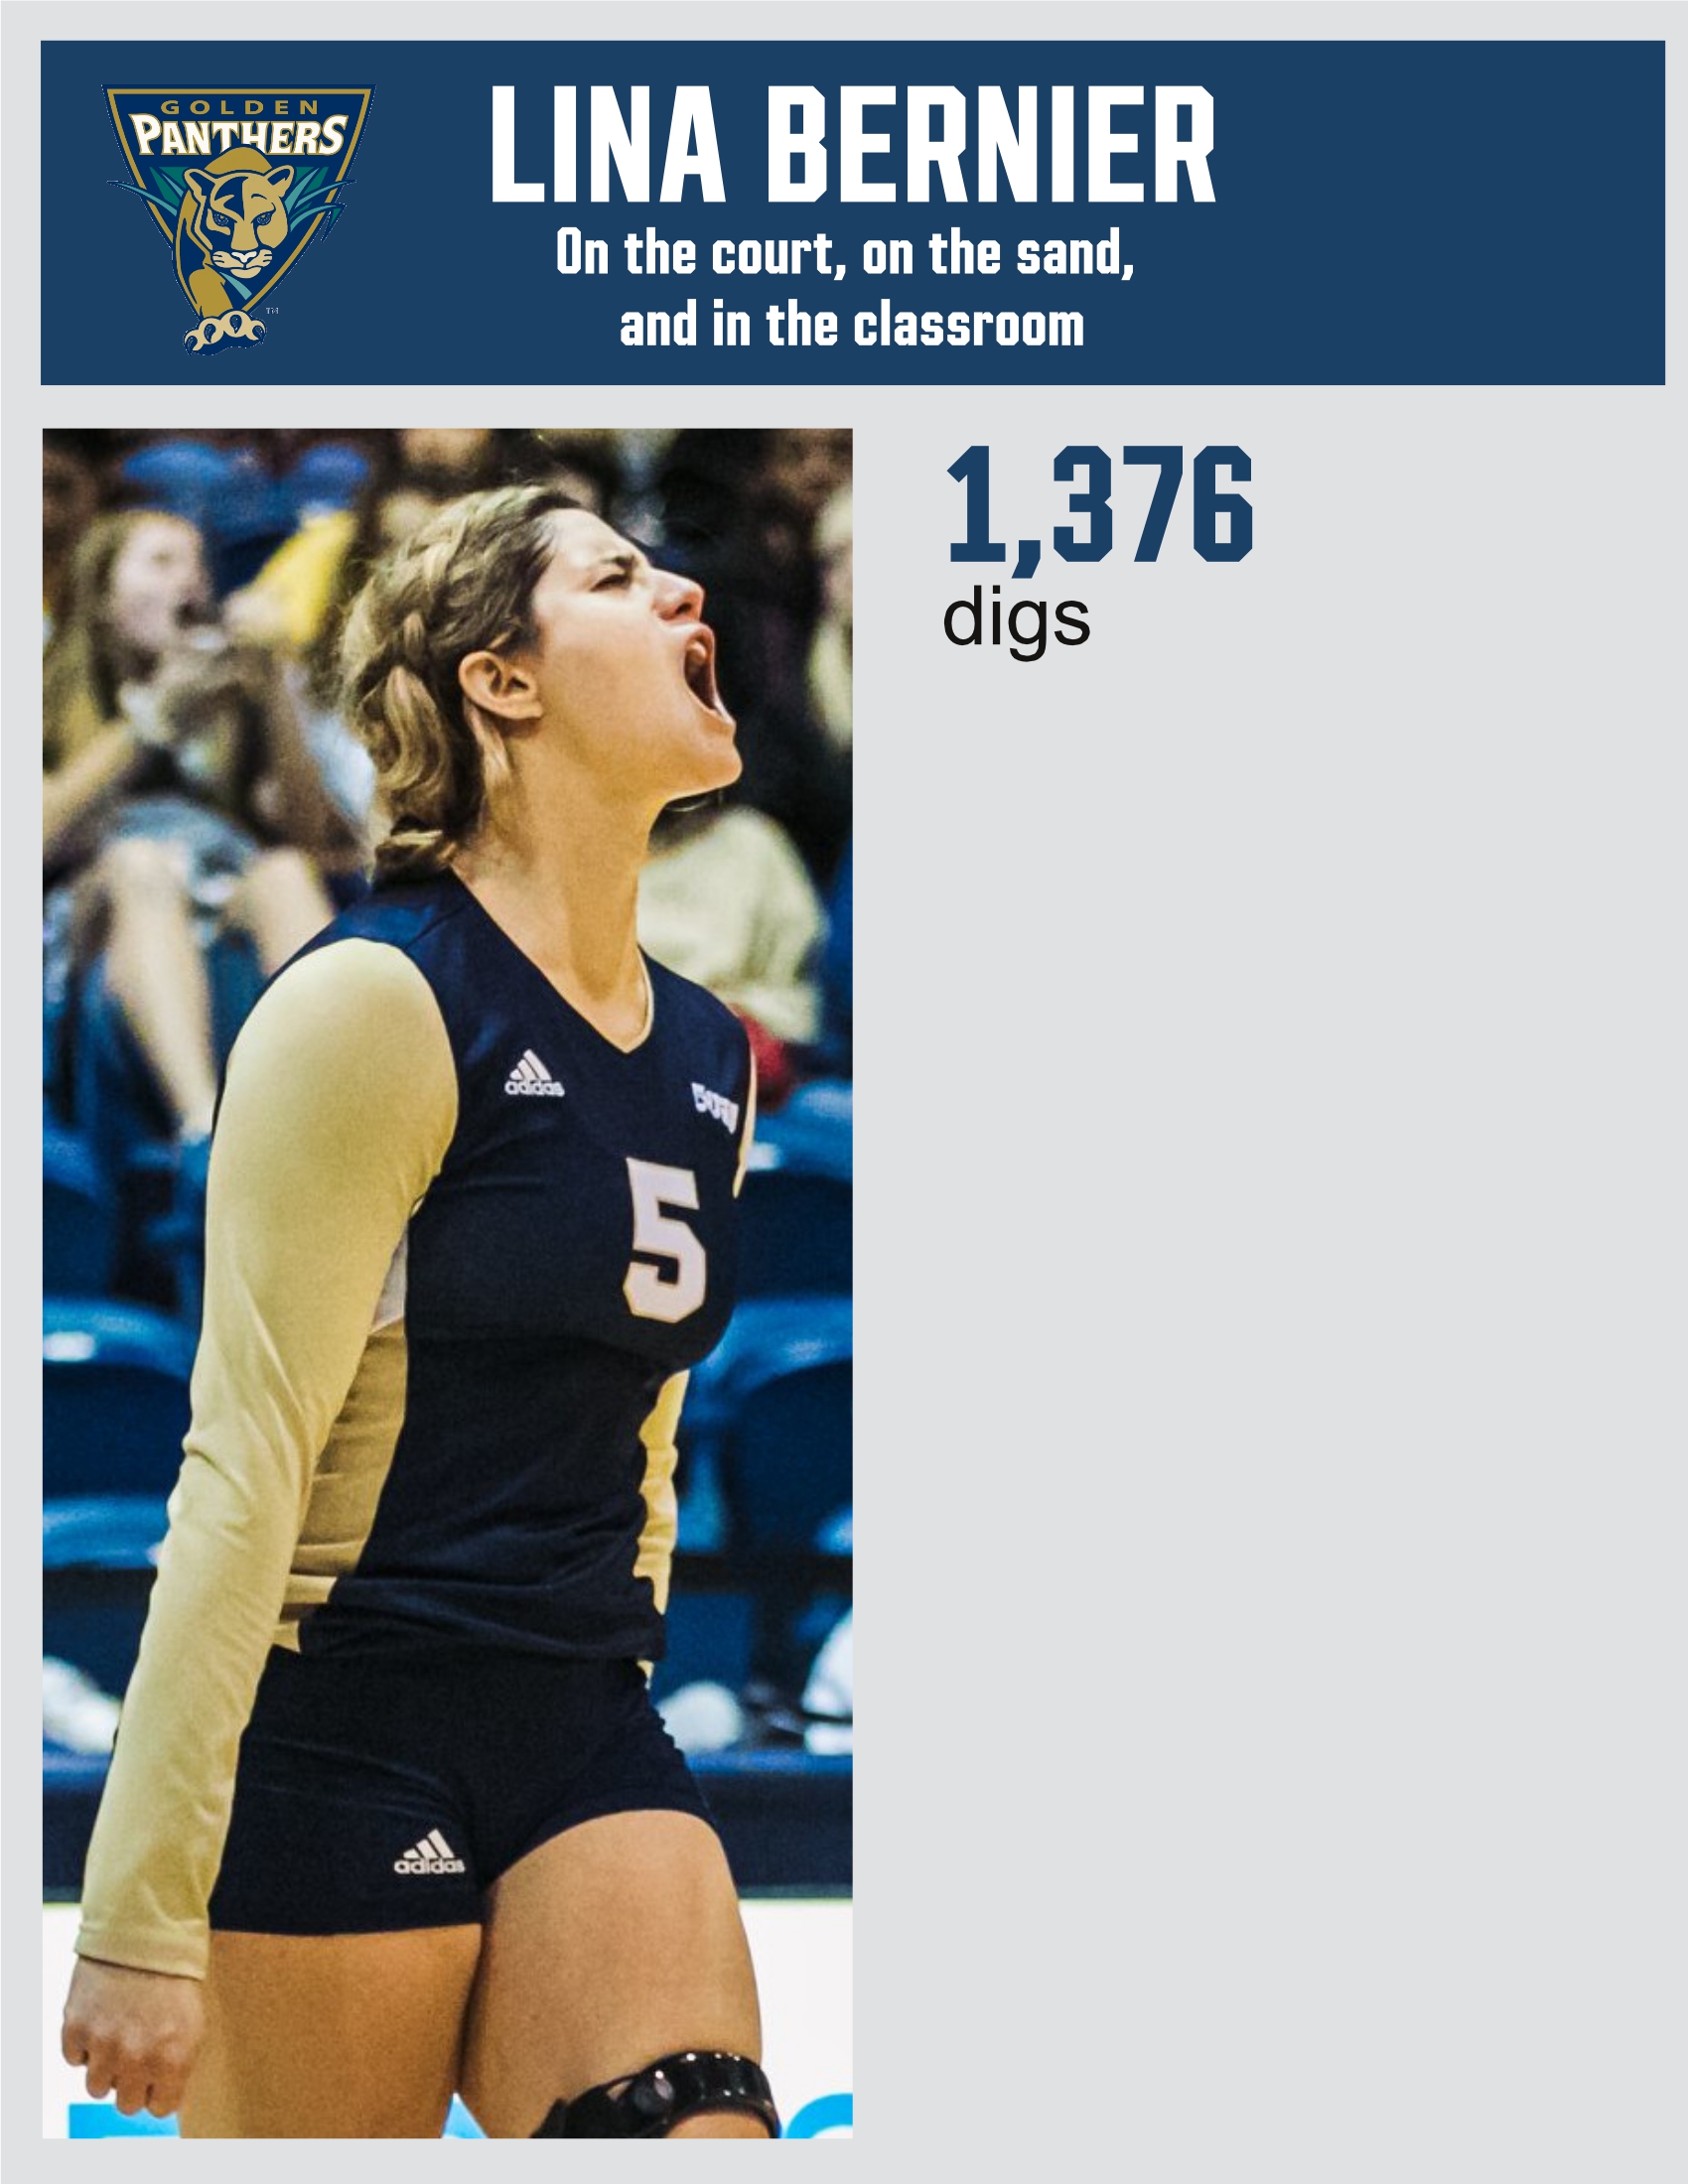 GOLDEN
PANTHERS
TM
LINA BERNIER
On the court, on the sand,
and in the classroom
1,376
digs
adidas
5
adidas